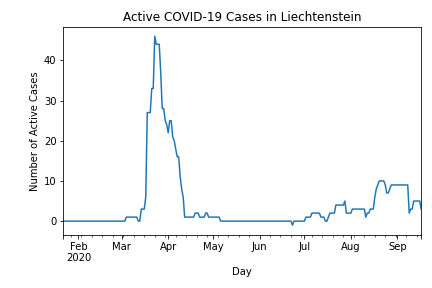 Active COVID-19 Cases in Liechtenstein
Number of Active Cases
40
30
20
10
0
Feb Mar Apr May Jun Jul Aug Sep
2020
Day